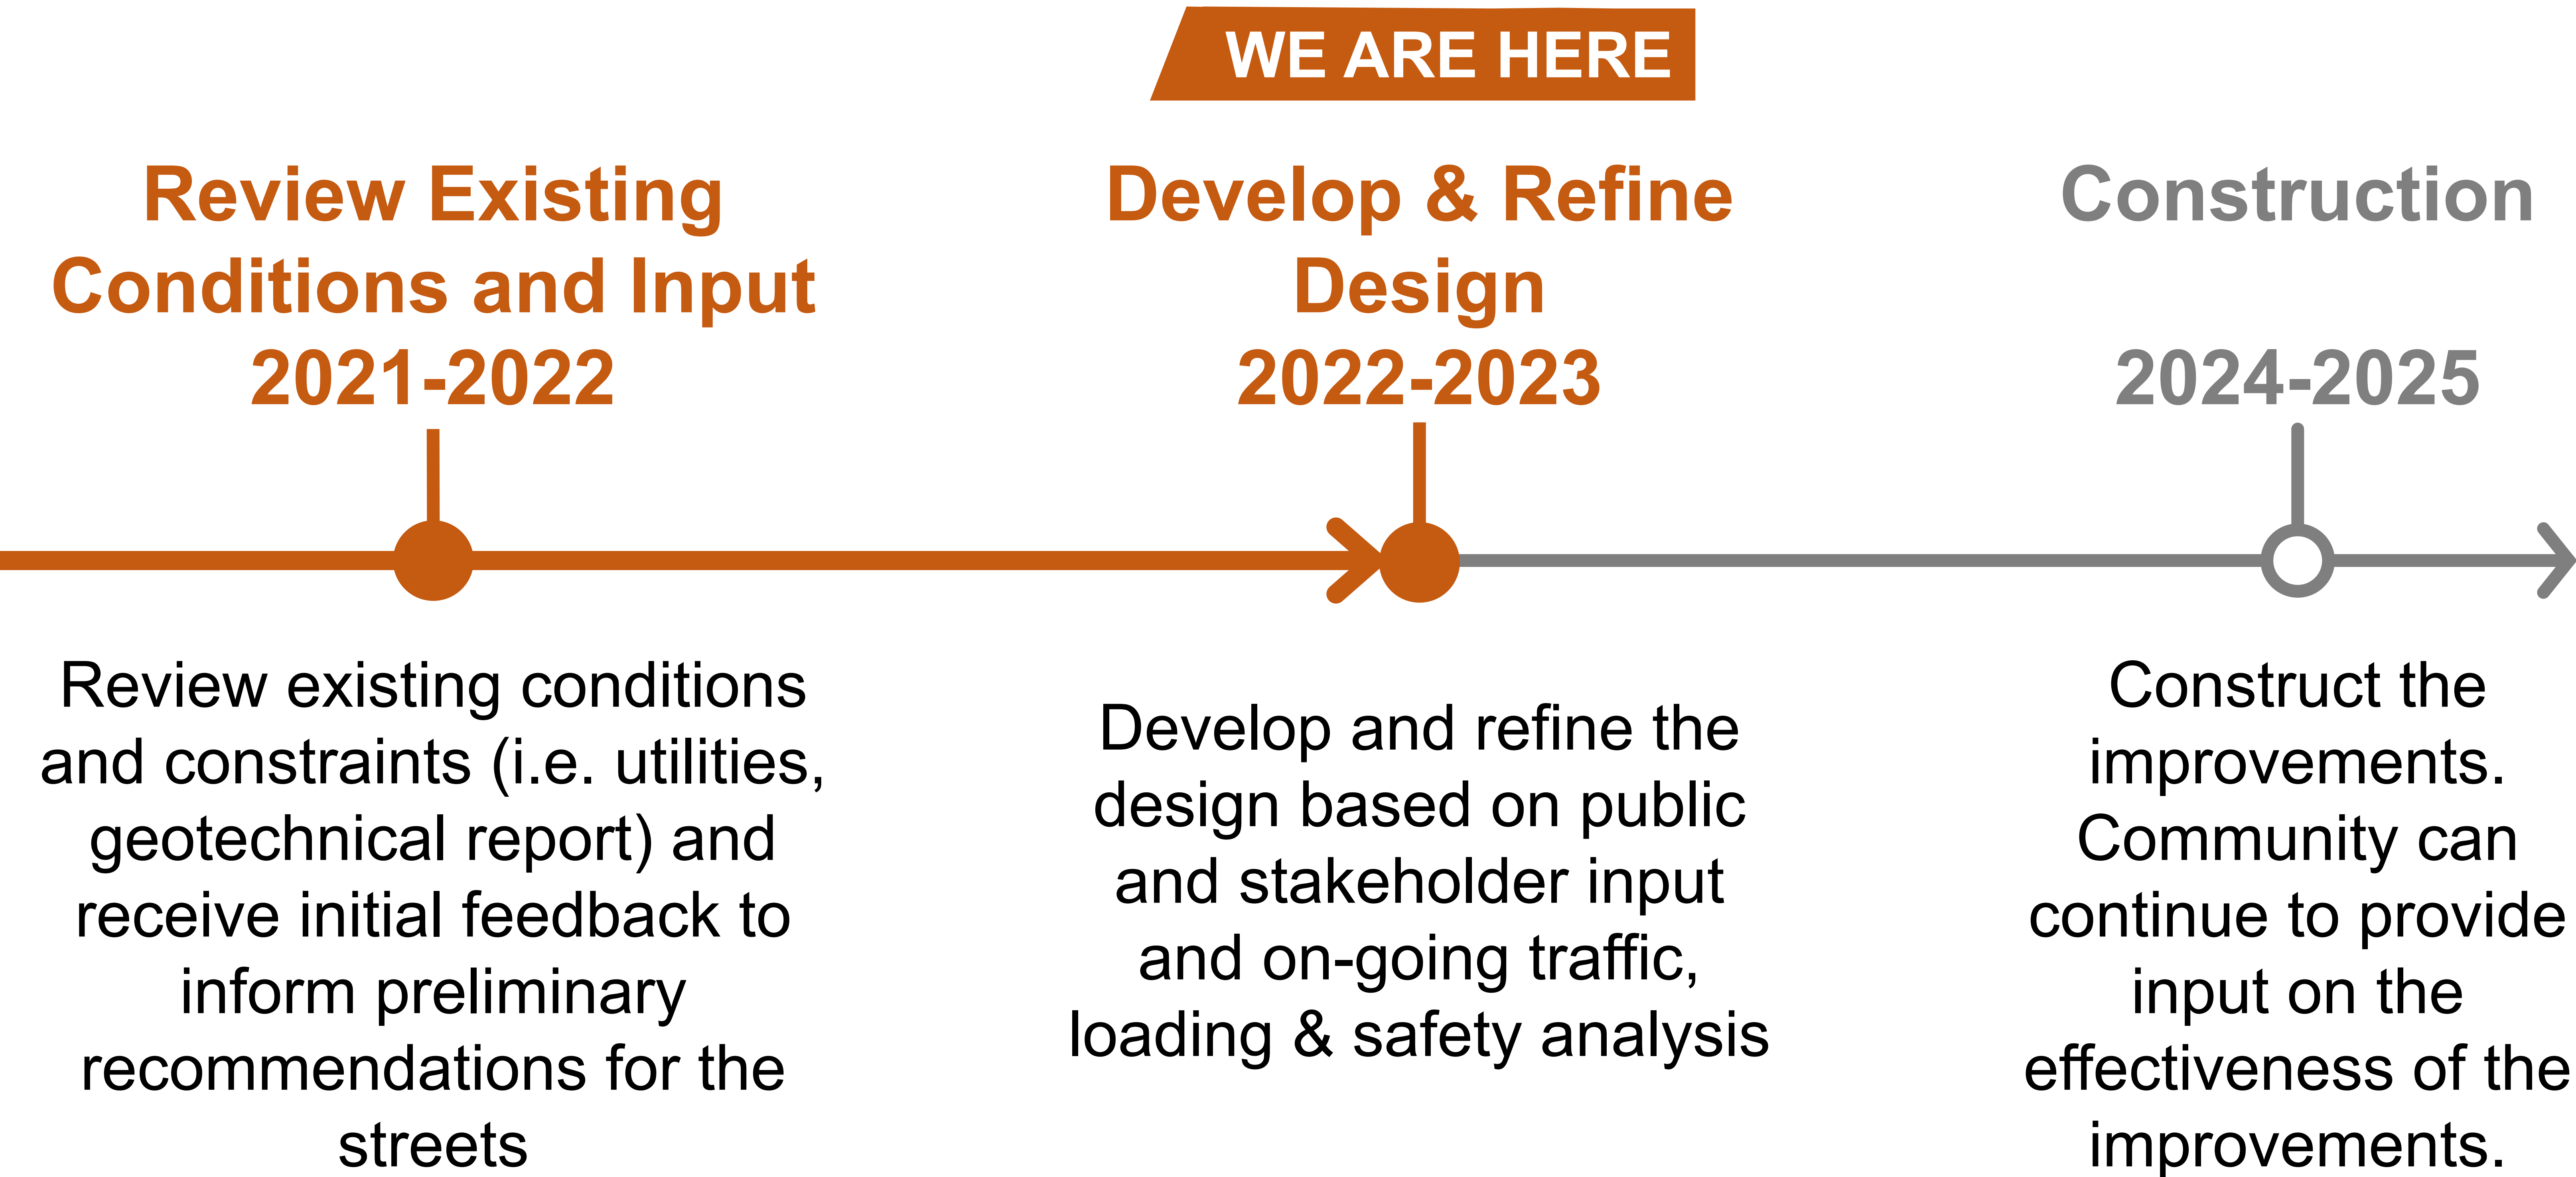 WE ARE HERE
Review Existing
Conditions and Input
2021-2022
Develop & Refine
Design
2022-2023
Construction
2024-2025
Review existing conditions
and constraints (i.e. utilities,
geotechnical report) and
receive initial feedback to
inform preliminary
recommendations for the
streets
Develop and refine the
design based on public
and stakeholder input
and on-going traffic,
loading & safety analysis
Construct the
improvements.
Community can
continue to provide
input on the
effectiveness of the
improvements.